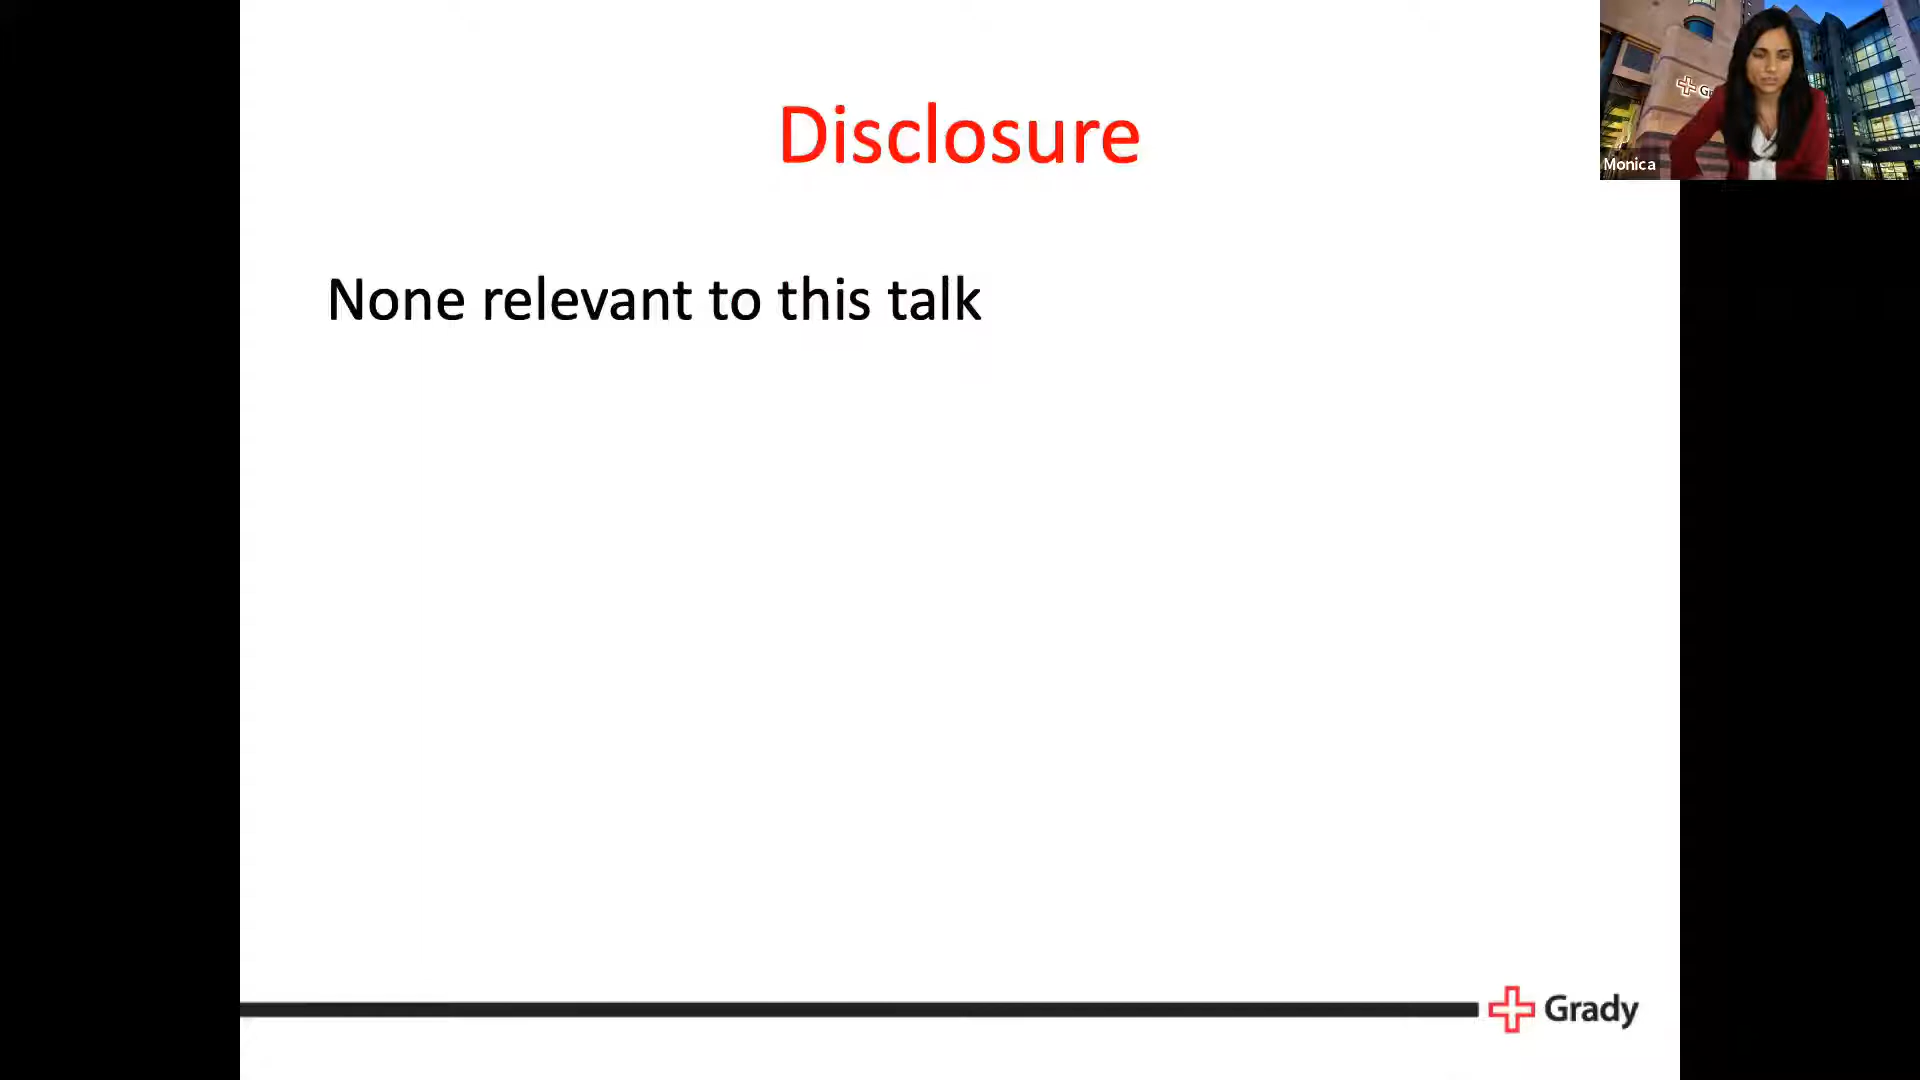 Disclosure
Monica
None relevant to this talk
Grady